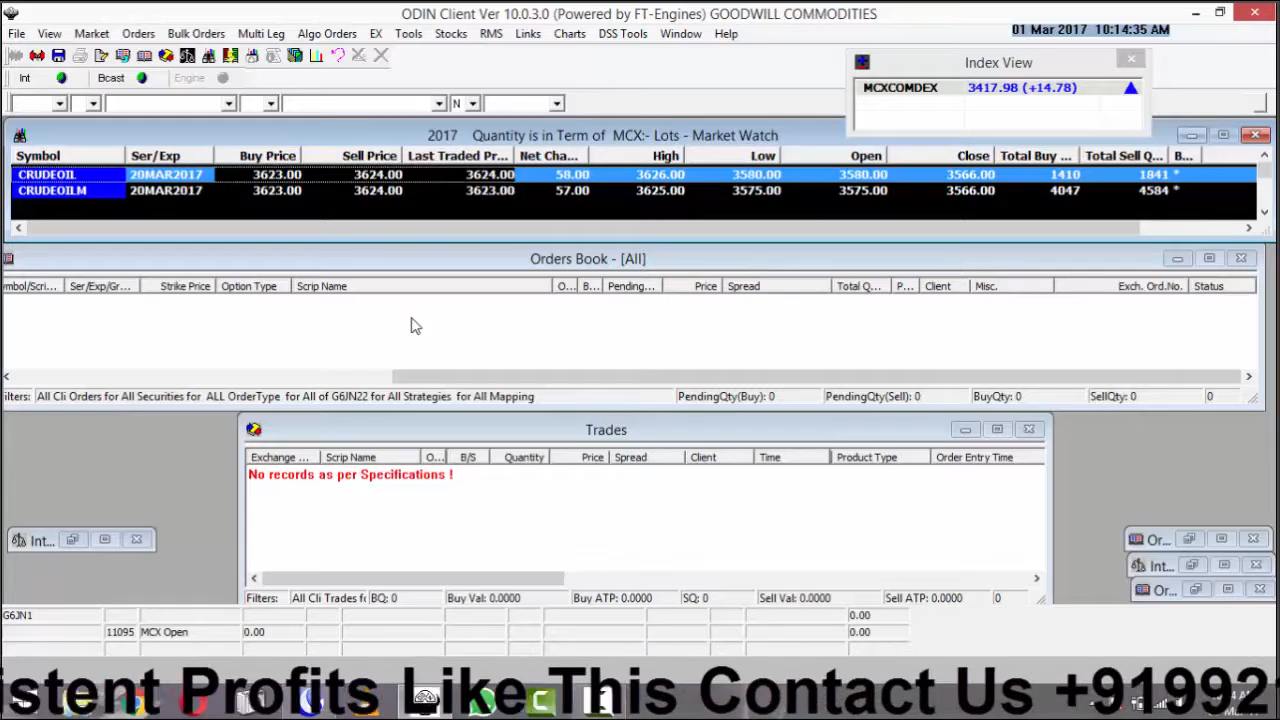 ODIN Client Ver 10.0.3.0 (Powered by FT-Engines) GOODWILL COMMODITIES
File View Market Orders Bulk Orders Multi Leg Algo Order EX Tools/Stocks RMS Links Charts DSS Tools Window Help
01 Mar 2017 10:14:35 AM
Int Bcast Engine
Index View
MCXCOMDEX 3417.98 (+14.78)
N
2017 Quantity is in Term of MCX:- Lots - Market Watch
Symbol Ser/Exp Buy Price Sell Price Last Traded Pr... Net Cha... High Low Open Close Total Buy ... Total Sell Q... B...
CRUDEOIL 20MAR2017 3623.00 3624.00 3624.00 58.00 3626.00 3580.00 3580.00 3566.00 1410 1841 *
CRUDEOILM 20MAR2017 3623.00 3624.00 3623.00 57.00 3625.00 3575.00 3575.00 3566.00 4047 4584 *
Orders Book - [All]
ymbol/Scri... Ser/Exp/Gr... Strike Price Option Type Scrip Name O... B... Pending... Price Spread Total Q... P... Client Misc. Exch. Ord.No. Status
ilters: All Cli Orders for All Securities for ALL OrderType for All of G6JN22 for All Strategies for All Mapping PendingQty(Buy): 0 PendingQty(Sell): 0 BuyQty: 0 SellQty: 0 0
Trades
Exchange ... Scrip Name O... B/S Quantity Price Spread Client Time Product Type Order Entry Time
No records as per Specifications !
Int...
Or...
Int...
Or...
Filters: All Cli Trades f BQ: 0 Buy Val: 0.0000 Buy ATP: 0.0000 SQ: 0 Sell Val: 0.0000 Sell ATP: 0.0000 0
G6JN1 0.00
11095 MCX Open 0.00 0.00
istent Profits Like This Contact Us +91992